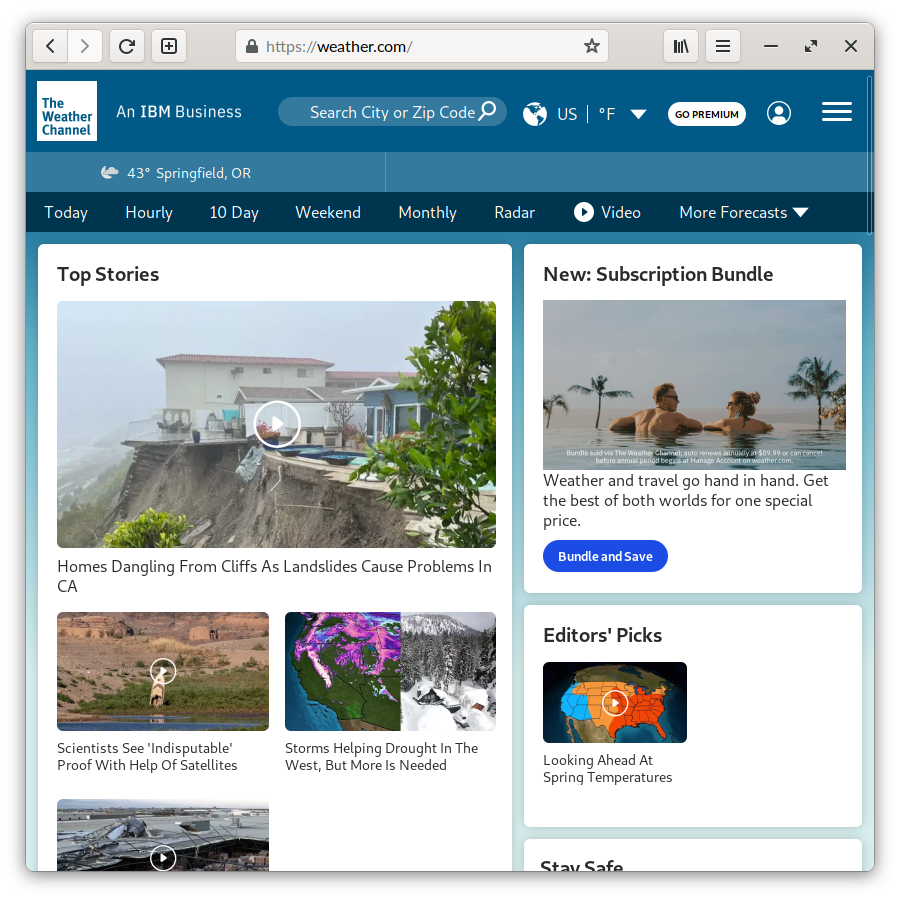 https://weather.com/
The
Weather
Channel
An IBM Business
Search City or Zip Code
US | °F
GO PREMIUM
43° Springfield, OR
Today Hourly 10 Day Weekend Monthly Radar Video More Forecasts
Top Stories
Homes Dangling From Cliffs As Landslides Cause Problems In
CA
Scientists See 'Indisputable'
Proof With Help Of Satellites
Storms Helping Drought In The
West, But More Is Needed
New: Subscription Bundle
Bundle sold via The Weather Channel; auto renews annually at $89.99 or can cancel
before annual period begins at Manage Account on weather.com.
Weather and travel go hand in hand. Get
the best of both worlds for one special
price.
Bundle and Save
Editors' Picks
Looking Ahead At
Spring Temperatures
Stay Safe